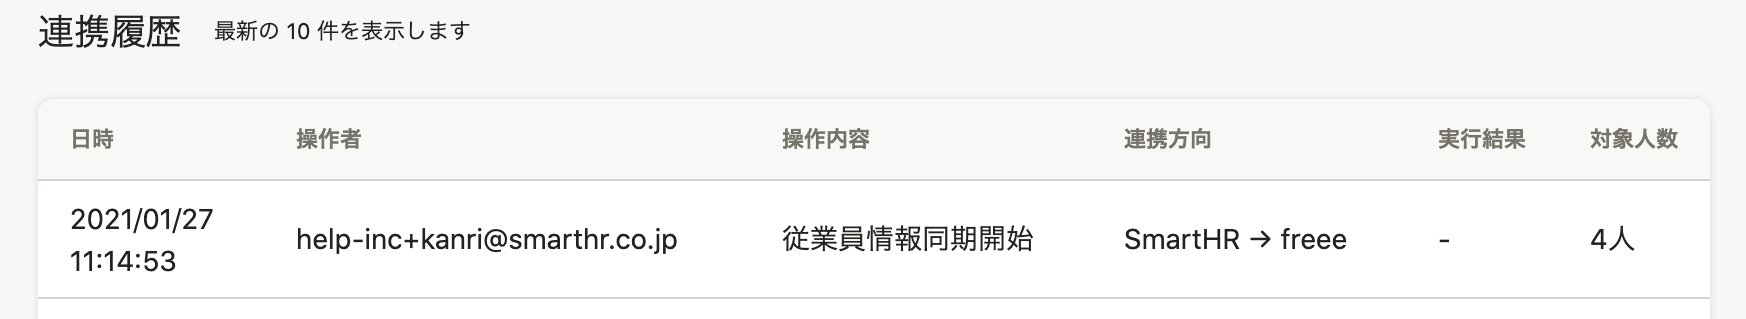 連携履歴 最新の 10 件を表示します
日時 操作者 操作内容 連携方向 実行結果 対象人数
2021/01/27
11:14:53 help-inc+kanri@smarthr.co.jp 従業員情報同期開始 SmartHR → freee - 4人